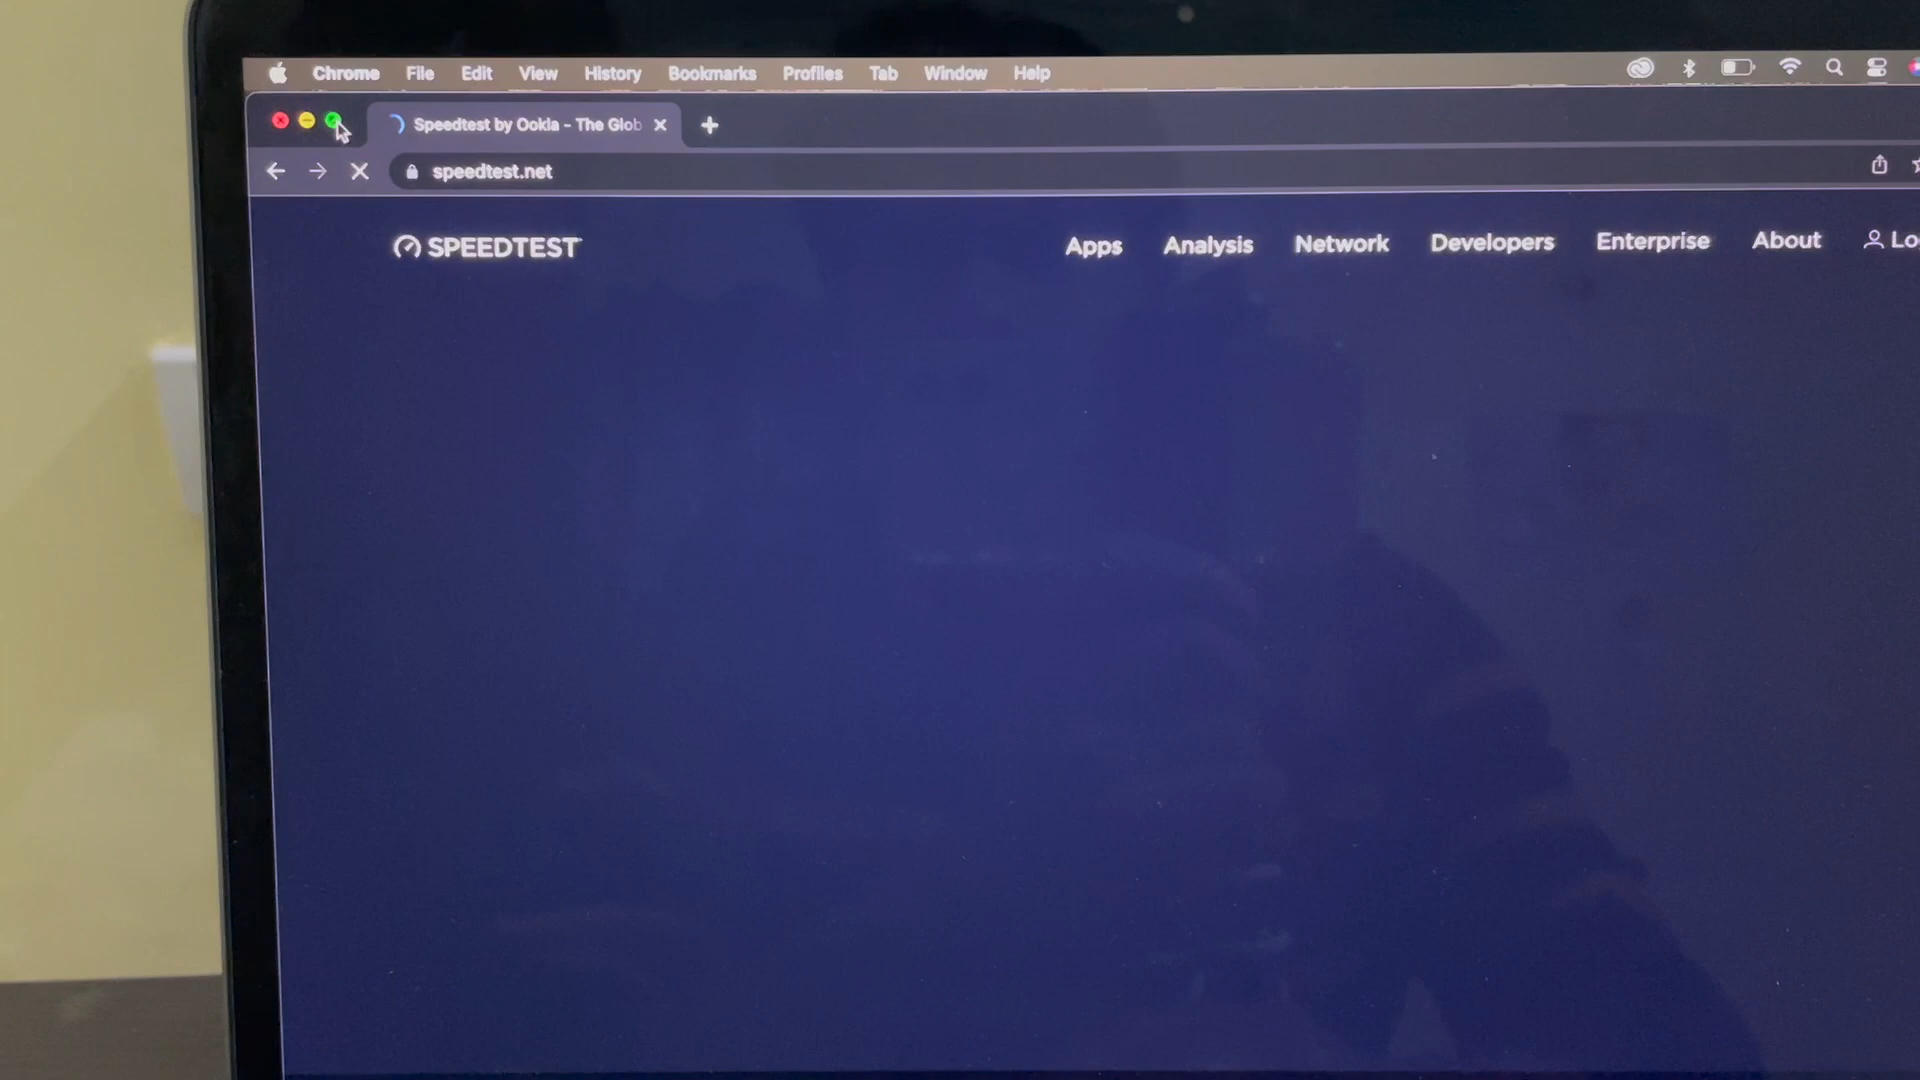 Chrome File Edit View History Bookmarks Profiles Tab Window Help
Speedtest by Ookla - The Glob
speedtest.net
SPEEDTEST Apps Analysis Network Developers Enterprise About Lo